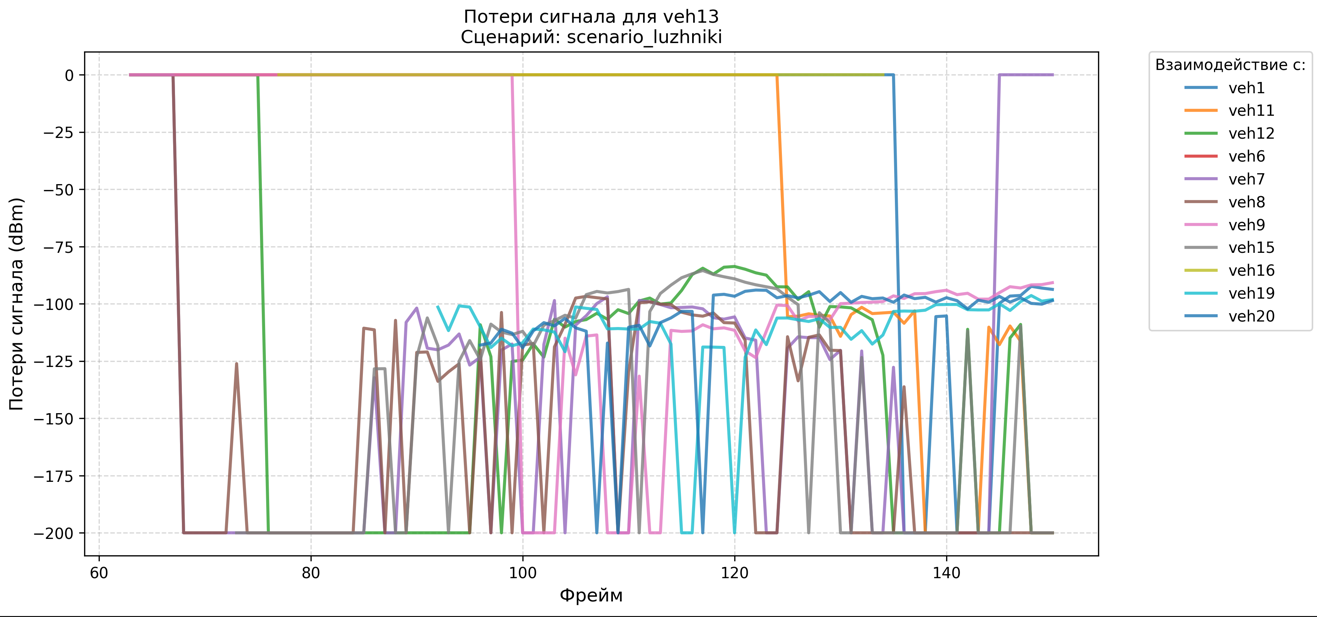 Потери сигнала для veh13
Сценарий: scenario_luzhniki
Потери сигнала (dBm)
0
−25
−50
−75
−100
−125
−150
−175
−200
60
80
100
120
140
Фрейм
Взаимодействие с:
veh1
veh11
veh12
veh6
veh7
veh8
veh9
veh15
veh16
veh19
veh20